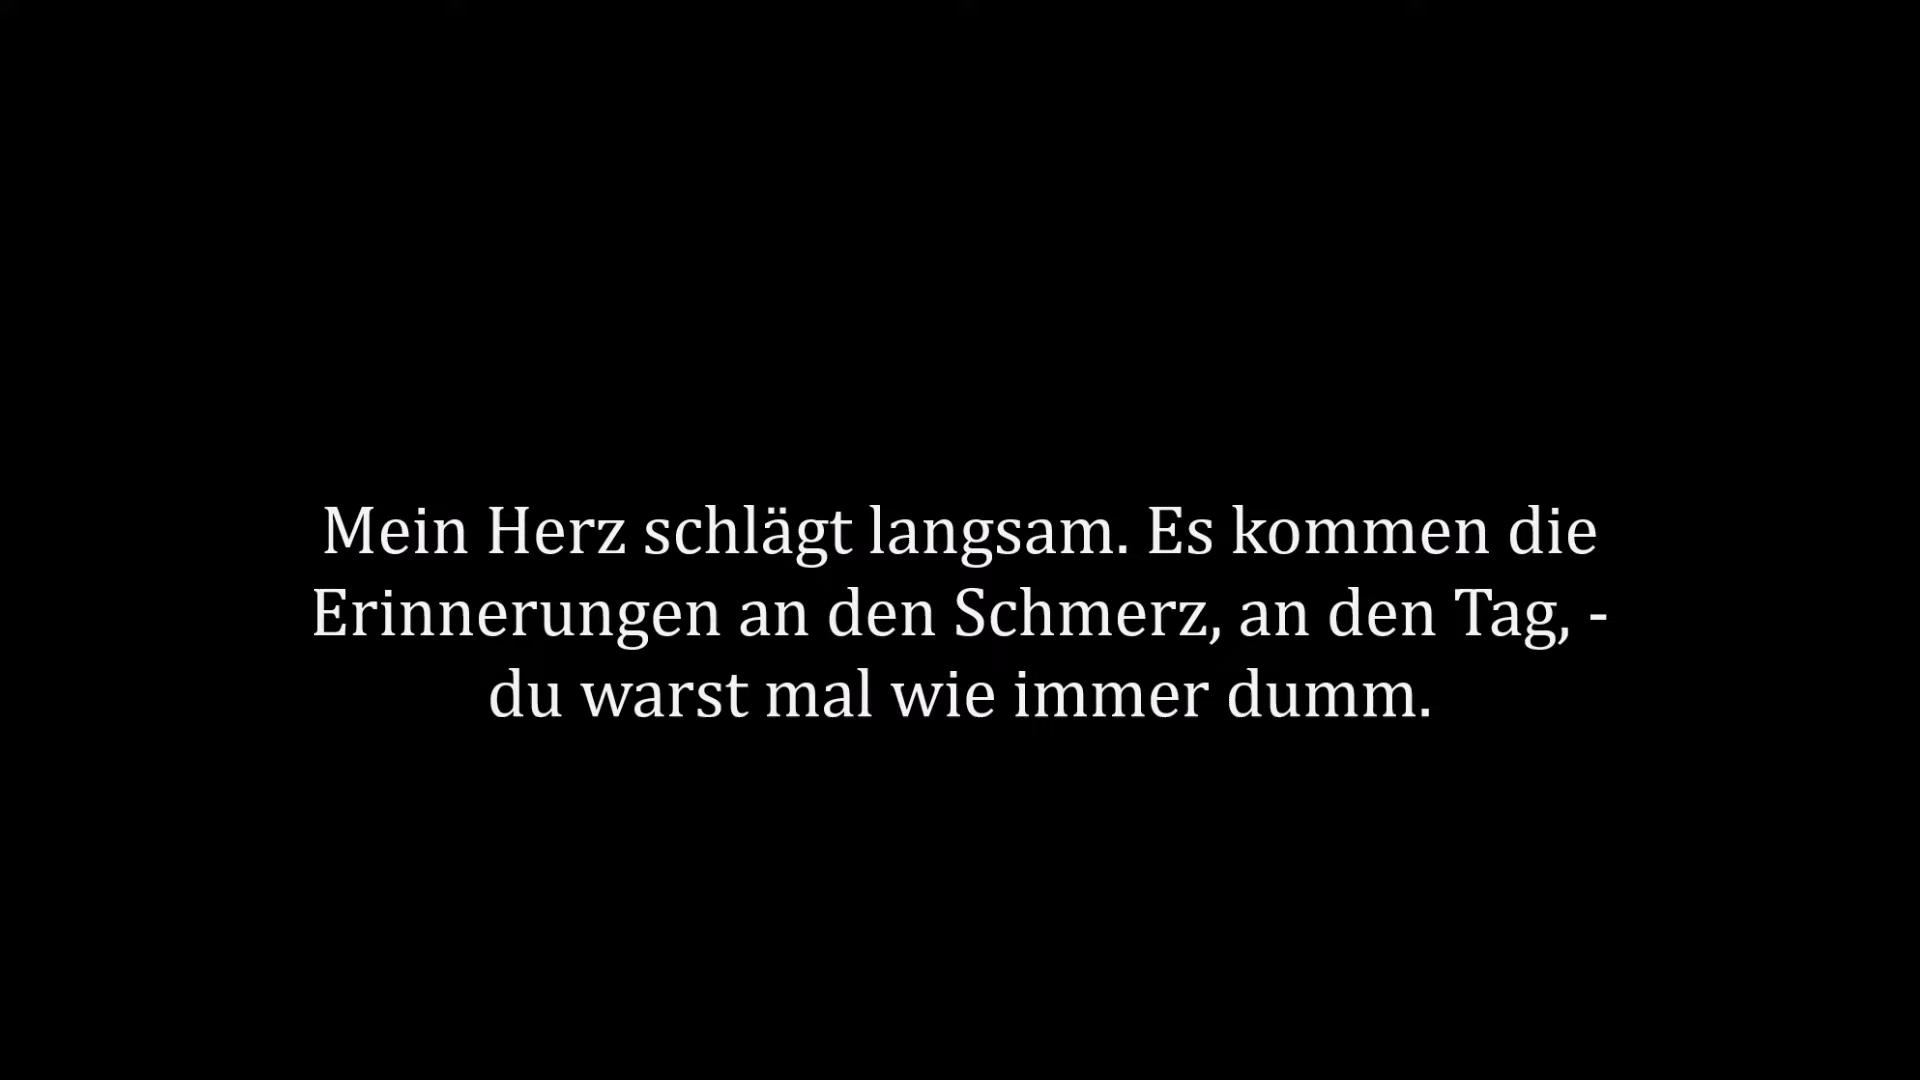 Mein Herz schlägt langsam. Es kommen die
Erinnerungen an den Schmerz, an den Tag, -
du warst mal wie immer dumm.